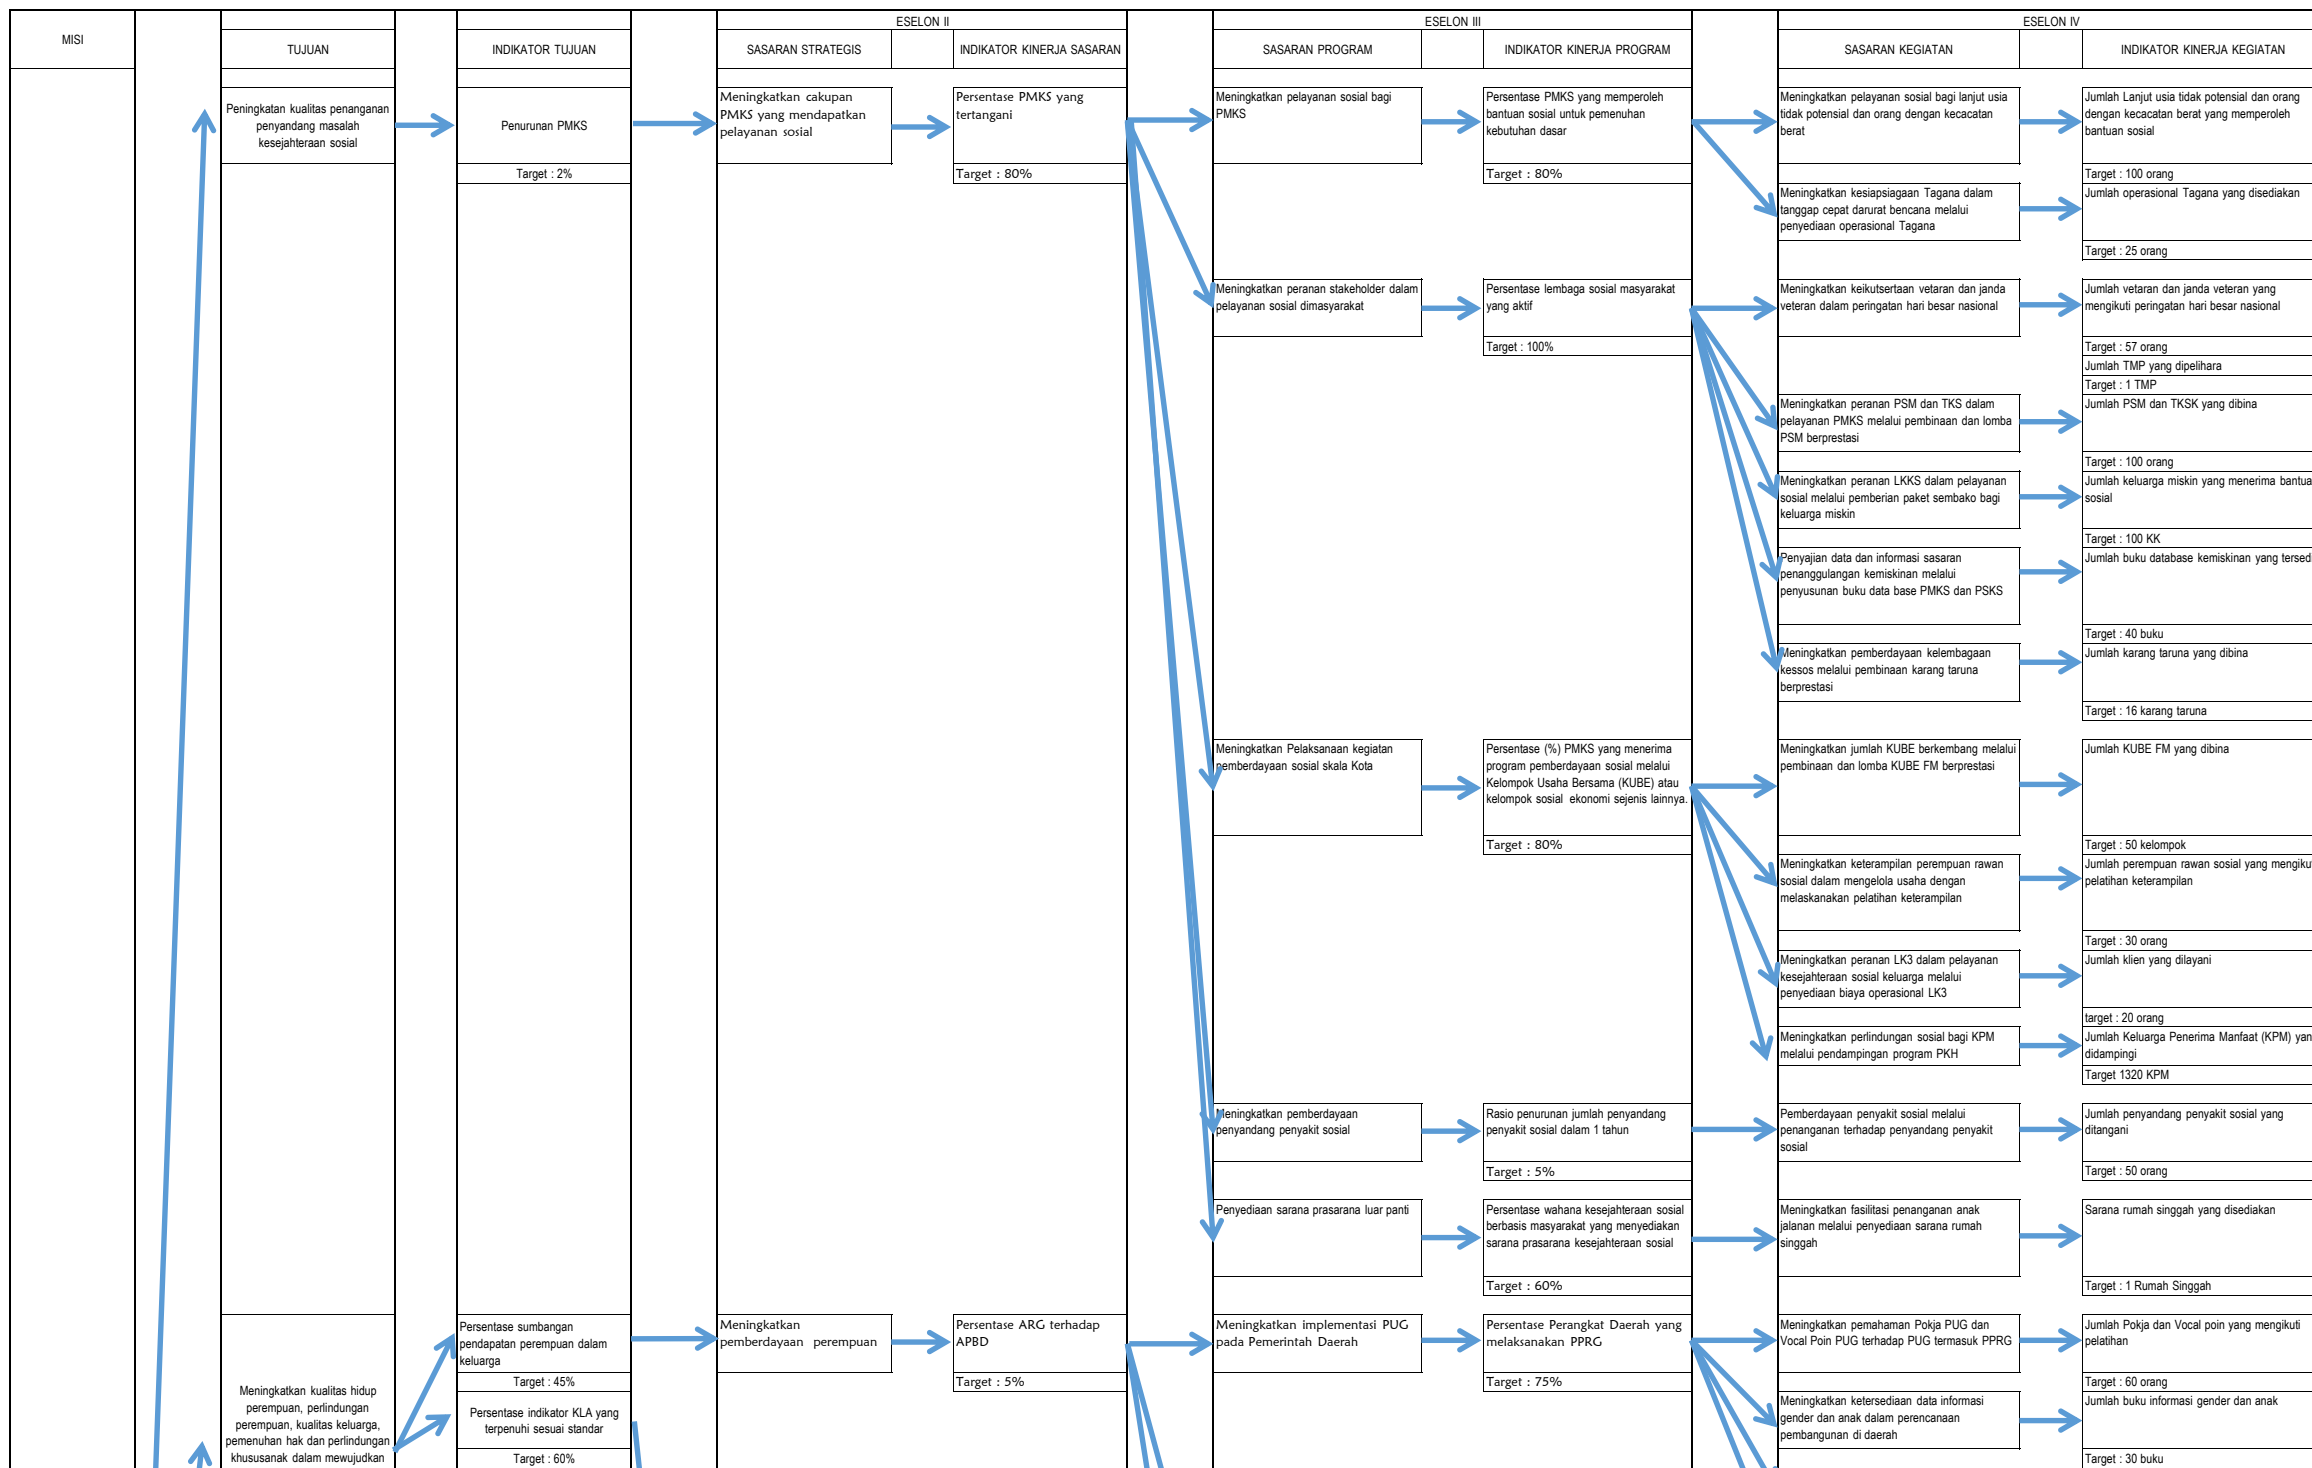 MISI
TUJUAN
INDIKATOR TUJUAN
ESELON II
SASARAN STRATEGIS
INDIKATOR KINERJA SASARAN
ESELON III
SASARAN PROGRAM
INDIKATOR KINERJA PROGRAM
ESELON IV
SASARAN KEGIATAN
INDIKATOR KINERJA KEGIATAN
Peningkatan kualitas penanganan
penyandang masalah
kesejahteraan sosial
Penurunan PMKS
Target : 2%
Meningkatkan cakupan
PMKS yang mendapatkan
pelayanan sosial
Persentase PMKS yang
tertangani
Target : 80%
Meningkatkan pelayanan sosial bagi
PMKS
Persentase PMKS yang memperoleh
bantuan sosial untuk pemenuhan
kebutuhan dasar
Target : 80%
Meningkatkan pelayanan sosial bagi lanjut usia
tidak potensial dan orang dengan kecacatan
berat
Jumlah Lanjut usia tidak potensial dan orang
dengan kecacatan berat yang memperoleh
bantuan sosial
Target : 100 orang
Meningkatkan kesiapsiagaan Tagana dalam
tanggap cepat darurat bencana melalui
penyediaan operasional Tagana
Jumlah operasional Tagana yang disediakan
Target : 25 orang
Meningkatkan peranan stakeholder dalam
pelayanan sosial dimasyarakat
Persentase lembaga sosial masyarakat
yang aktif
Target : 100%
Meningkatkan keikutsertaan vetaran dan janda
veteran dalam peringatan hari besar nasional
Jumlah vetaran dan janda veteran yang
mengikuti peringatan hari besar nasional
Target : 57 orang
Jumlah TMP yang dipelihara
Target : 1 TMP
Meningkatkan peranan PSM dan TKS dalam
pelayanan PMKS melalui pembinaan dan lomba
PSM berprestasi
Jumlah PSM dan TKSK yang dibina
Target : 100 orang
Meningkatkan peranan LKKS dalam pelayanan
sosial melalui pemberian paket sembako bagi
keluarga miskin
Jumlah keluarga miskin yang menerima bantua
sosial
Target : 100 KK
Penyajian data dan informasi sasaran
penanggulangan kemiskinan melalui
penyusunan buku data base PMKS dan PSKS
Jumlah buku database kemiskinan yang tersedi
Target : 40 buku
Meningkatkan pemberdayaan kelembagaan
kessos melalui pembinaan karang taruna
berprestasi
Jumlah karang taruna yang dibina
Target : 16 karang taruna
Meningkatkan Pelaksanaan kegiatan
pemberdayaan sosial skala Kota
Persentase (%) PMKS yang menerima
program pemberdayaan sosial melalui
Kelompok Usaha Bersama (KUBE) atau
kelompok sosial ekonomi sejenis lainnya.
Target : 80%
Meningkatkan jumlah KUBE berkembang melalui
pembinaan dan lomba KUBE FM berprestasi
Jumlah KUBE FM yang dibina
Target : 50 kelompok
Meningkatkan keterampilan perempuan rawan
sosial dalam mengelola usaha dengan
melaskanakan pelatihan keterampilan
Jumlah perempuan rawan sosial yang mengiku
pelatihan keterampilan
Target : 30 orang
Meningkatkan peranan LK3 dalam pelayanan
kesejahteraan sosial keluarga melalui
penyediaan biaya operasional LK3
Jumlah klien yang dilayani
target : 20 orang
Meningkatkan perlindungan sosial bagi KPM
melalui pendampingan program PKH
Jumlah Keluarga Penerima Manfaat (KPM) yan
didampingi
Target 1320 KPM
Meningkatkan pemberdayaan
penyandang penyakit sosial
Rasio penurunan jumlah penyandang
penyakit sosial dalam 1 tahun
Target : 5%
Pemberdayaan penyakit sosial melalui
penanganan terhadap penyandang penyakit
sosial
Jumlah penyandang penyakit sosial yang
ditangani
Target : 50 orang
Penyediaan sarana prasarana luar panti
Persentase wahana kesejahteraan sosial
berbasis masyarakat yang menyediakan
sarana prasarana kesejahteraan sosial
Target : 60%
Meningkatkan fasilitasi penanganan anak
jalanan melalui penyediaan sarana rumah
singgah
Sarana rumah singgah yang disediakan
Target : 1 Rumah Singgah
Meningkatkan kualitas hidup
perempuan, perlindungan
perempuan, kualitas keluarga,
pemenuhan hak dan perlindungan
khususanak dalam mewujudkan
Persentase sumbangan
pendapatan perempuan dalam
keluarga
Target : 45%
Persentase indikator KLA yang
terpenuhi sesuai standar
Target : 60%
Meningkatkan
pemberdayaan perempuan
Persentase ARG terhadap
APBD
Target : 5%
Meningkatkan implementasi PUG
pada Pemerintah Daerah
Persentase Perangkat Daerah yang
melaksanakan PPRG
Target : 75%
Meningkatkan pemahaman Pokja PUG dan
Vocal Poin PUG terhadap PUG termasuk PPRG
Jumlah Pokja dan Vocal poin yang mengikuti
pelatihan
Target : 60 orang
Meningkatkan ketersediaan data informasi
gender dan anak dalam perencanaan
pembangunan di daerah
Jumlah buku informasi gender dan anak
Target : 30 buku